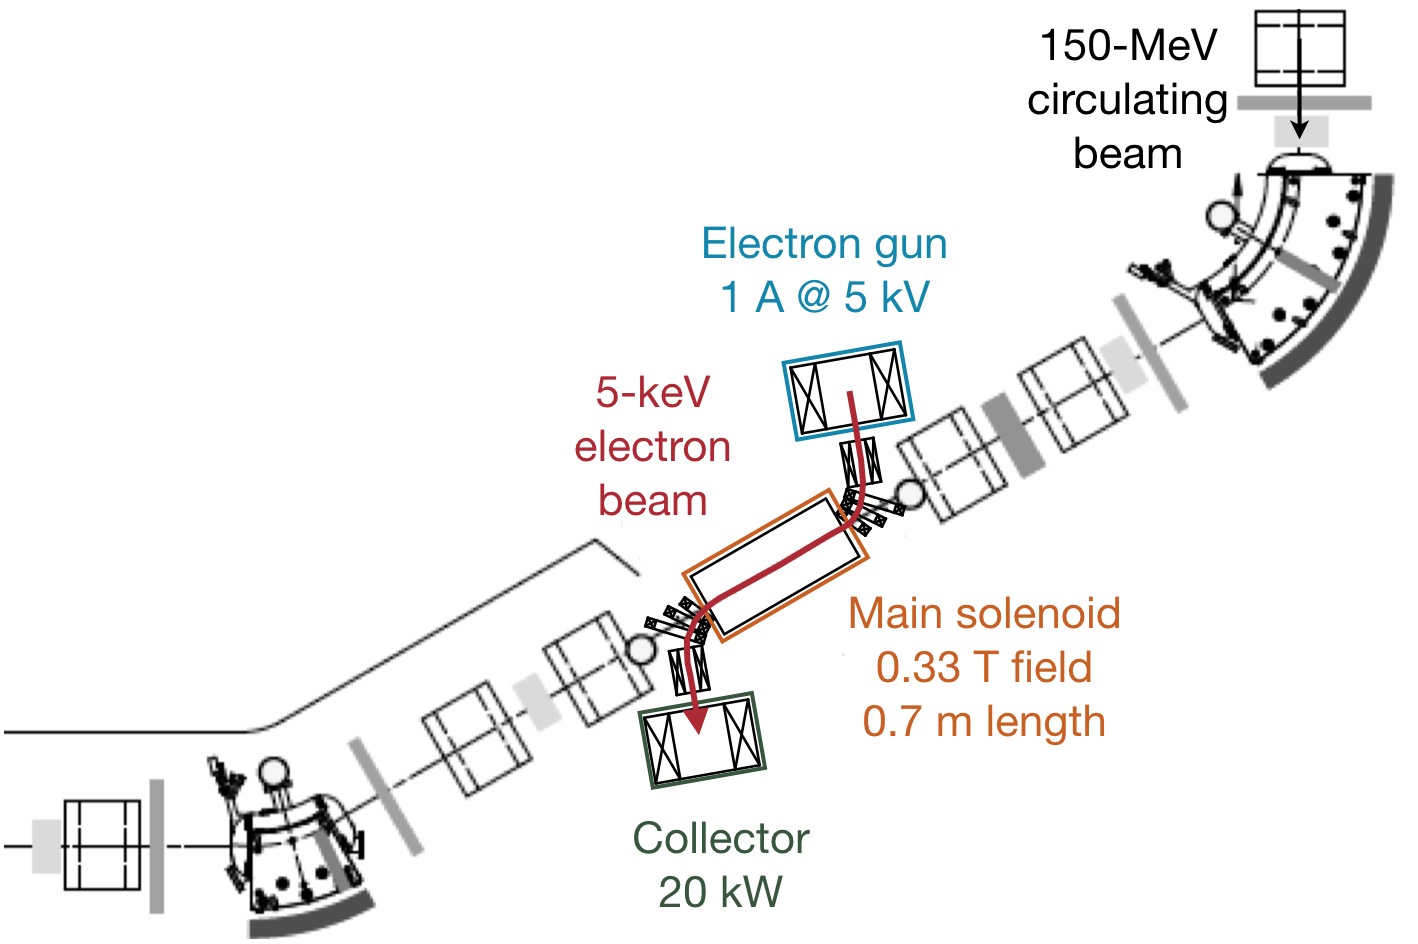 150-MeV
circulating
beam
Electron gun
1 A @ 5 kV
5-keV
electron
beam
Main solenoid
0.33 T field
0.7 m length
Collector
20 kW